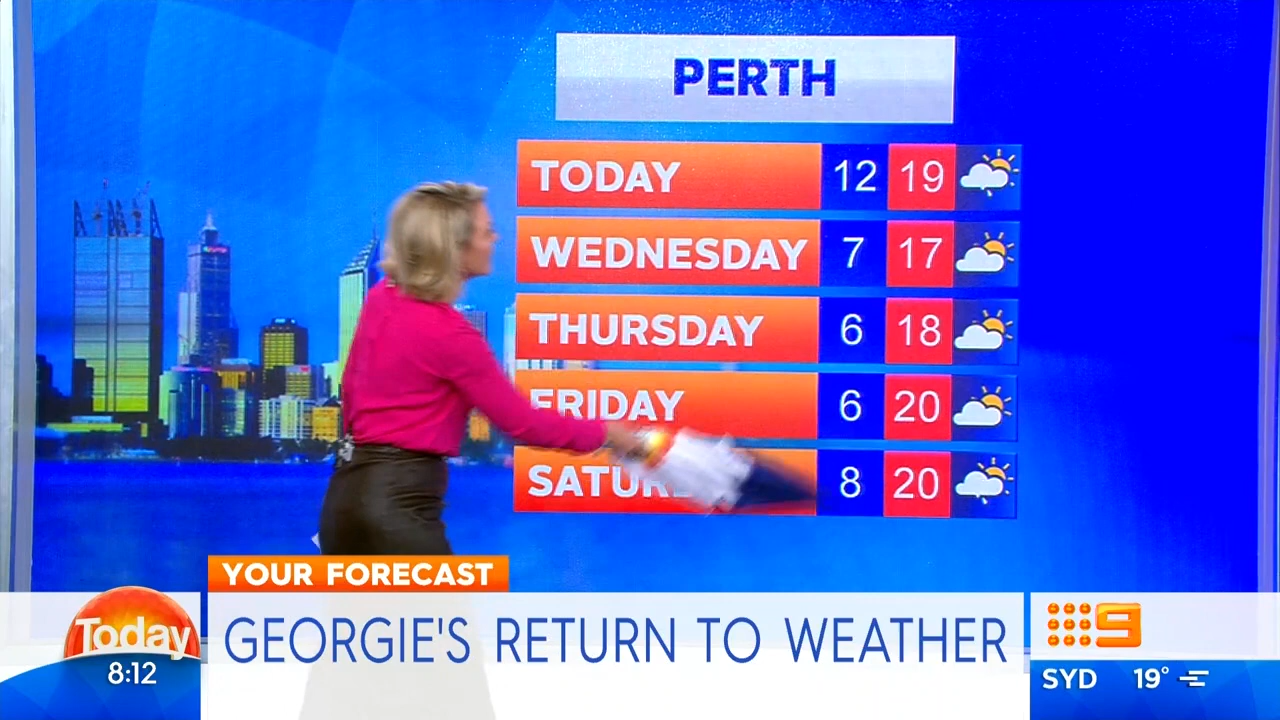 PERTH
TODAY 12 19
WEDNESDAY 7 17
THURSDAY 6 18
FRIDAY 6 20
SATUR 8 20
YOUR FORECAST
GEORGIE'S RETURN TO WEATHER
Today
8:12
9
SYD 19°